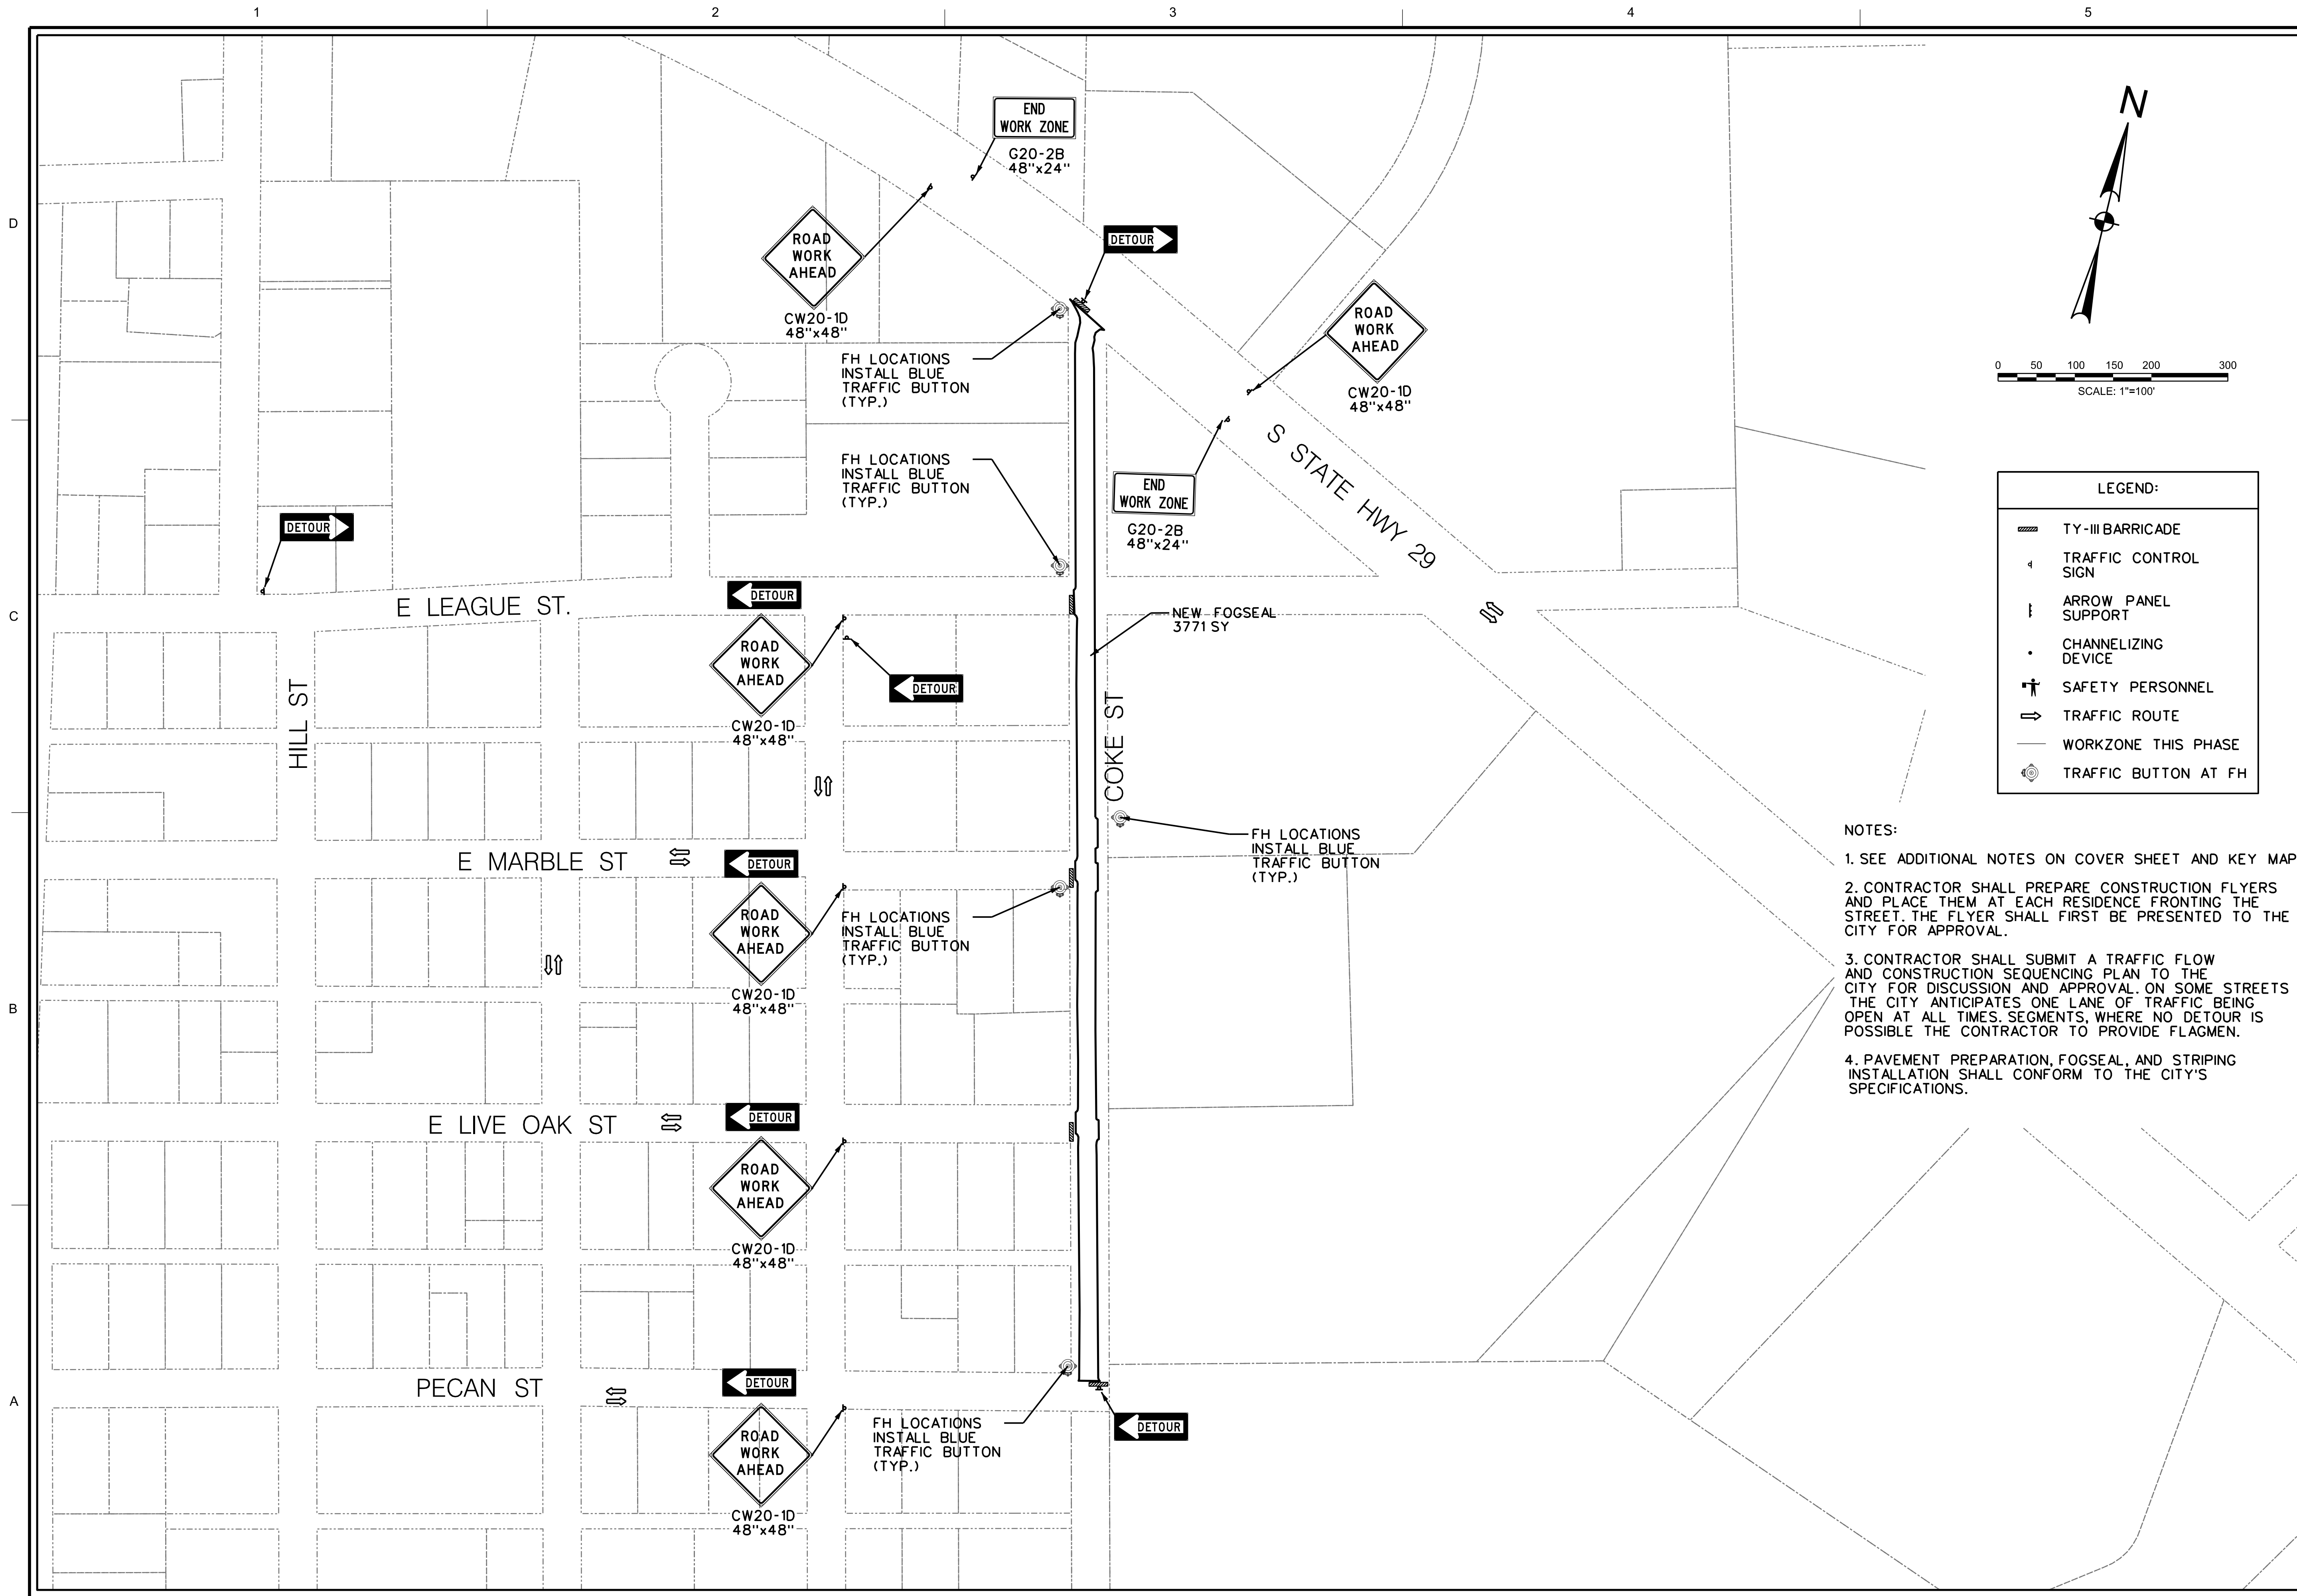 1
2
3
4
5
D
C
B
A
END
WORK ZONE
G20-2B
48"x24"
ROAD
WORK
AHEAD
CW20-1D
48"x48"
DETOUR
ROAD
WORK
AHEAD
CW20-1D
48"x48"
FH LOCATIONS
INSTALL BLUE
TRAFFIC BUTTON
(TYP.)
FH LOCATIONS
INSTALL BLUE
TRAFFIC BUTTON
(TYP.)
END
WORK ZONE
G20-2B
48"x24"
S STATE HWY 29
DETOUR
E LEAGUE ST.
DETOUR
ROAD
WORK
AHEAD
CW20-1D
48"x48"
DETOUR
NEW FOGSEAL
3771 SY
HILL ST
COKE ST
FH LOCATIONS
INSTALL BLUE
TRAFFIC BUTTON
(TYP.)
E MARBLE ST
DETOUR
ROAD
WORK
AHEAD
CW20-1D
48"x48"
FH LOCATIONS
INSTALL BLUE
TRAFFIC BUTTON
(TYP.)
E LIVE OAK ST
DETOUR
ROAD
WORK
AHEAD
CW20-1D
48"x48"
PECAN ST
DETOUR
ROAD
WORK
AHEAD
CW20-1D
48"x48"
FH LOCATIONS
INSTALL BLUE
TRAFFIC BUTTON
(TYP.)
DETOUR
N
0 50 100 150 200 300
SCALE: 1"=100'
LEGEND:
TY-III BARRICADE
TRAFFIC CONTROL
SIGN
ARROW PANEL
SUPPORT
CHANNELIZING
DEVICE
SAFETY PERSONNEL
TRAFFIC ROUTE
WORKZONE THIS PHASE
TRAFFIC BUTTON AT FH
NOTES:
1. SEE ADDITIONAL NOTES ON COVER SHEET AND KEY MAP
2. CONTRACTOR SHALL PREPARE CONSTRUCTION FLYERS
AND PLACE THEM AT EACH RESIDENCE FRONTING THE
STREET. THE FLYER SHALL FIRST BE PRESENTED TO THE
CITY FOR APPROVAL.
3. CONTRACTOR SHALL SUBMIT A TRAFFIC FLOW
AND CONSTRUCTION SEQUENCING PLAN TO THE
CITY FOR DISCUSSION AND APPROVAL. ON SOME STREETS
THE CITY ANTICIPATES ONE LANE OF TRAFFIC BEING
OPEN AT ALL TIMES. SEGMENTS, WHERE NO DETOUR IS
POSSIBLE THE CONTRACTOR TO PROVIDE FLAGMEN.
4. PAVEMENT PREPARATION, FOGSEAL, AND STRIPING
INSTALLATION SHALL CONFORM TO THE CITY'S
SPECIFICATIONS.